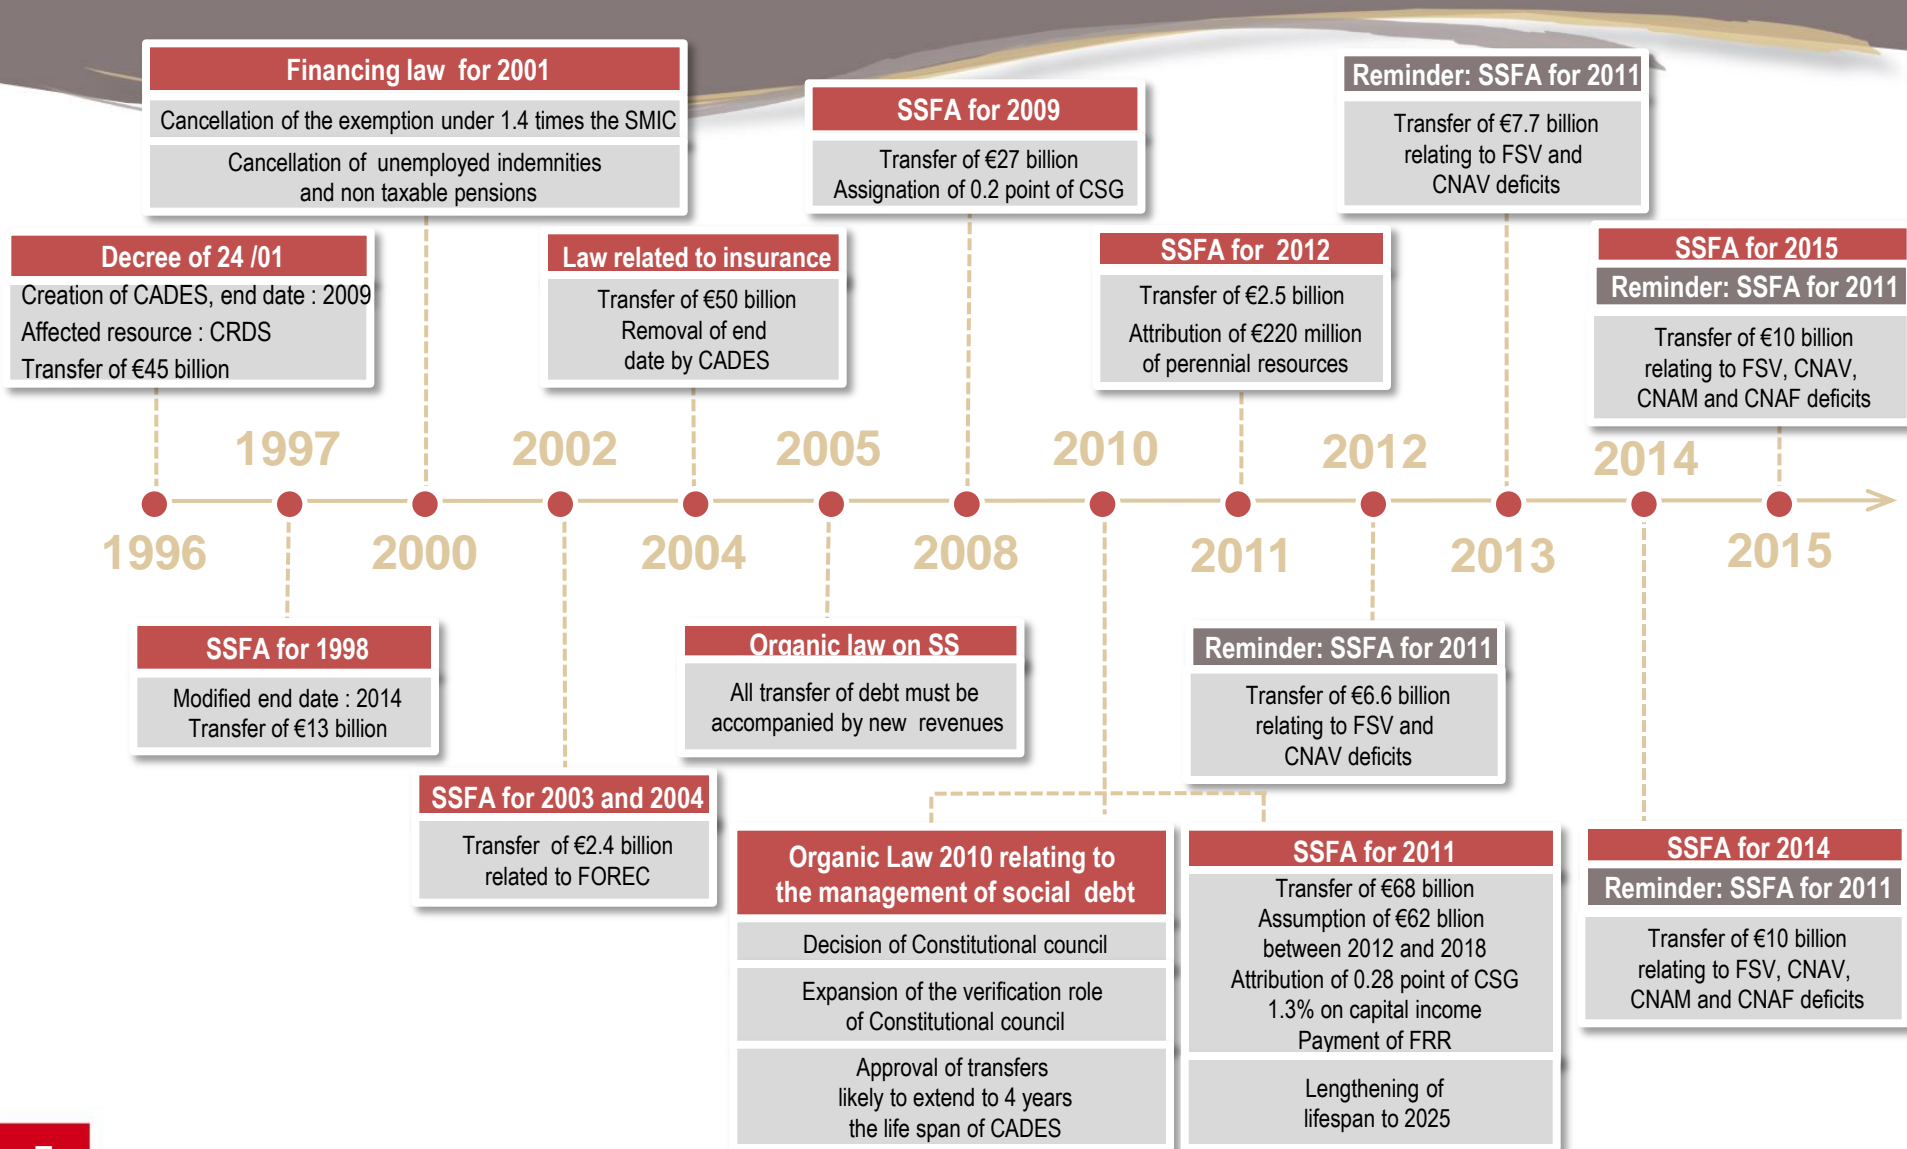 Financing law for 2001
Cancellation of the exemption under 1.4 times the SMIC
Cancellation of unemployed indemnities
and non taxable pensions
SSFA for 2009
Transfer of €27 billion
Assignation of 0.2 point of CSG
Reminder: SSFA for 2011
Transfer of €7.7 billion
relating to FSV and
CNAV deficits
Decree of 24 /01
Creation of CADES, end date : 2009
Affected resource : CRDS
Transfer of €45 billion
Law related to insurance
Transfer of €50 billion
Removal of end
date by CADES
SSFA for 2012
Transfer of €2.5 billion
Attribution of €220 million
of perennial resources
SSFA for 2015
Reminder: SSFA for 2011
Transfer of €10 billion
relating to FSV, CNAV,
CNAM and CNAF deficits
1997
2002
2005
2010
2012
2014
1996
2000
2004
2008
2011
2013
2015
SSFA for 1998
Modified end date : 2014
Transfer of €13 billion
Organic law on SS
All transfer of debt must be
accompanied by new revenues
Reminder: SSFA for 2011
Transfer of €6.6 billion
relating to FSV and
CNAV deficits
SSFA for 2003 and 2004
Transfer of €2.4 billion
related to FOREC
Organic Law 2010 relating to
the management of social debt
Decision of Constitutional council
Expansion of the verification role
of Constitutional council
Approval of transfers
likely to extend to 4 years
the life span of CADES
SSFA for 2011
Transfer of €68 billion
Assumption of €62 bllion
between 2012 and 2018
Attribution of 0.28 point of CSG
1.3% on capital income
Payment of FRR
Lengthening of
lifespan to 2025
SSFA for 2014
Reminder: SSFA for 2011
Transfer of €10 billion
relating to FSV, CNAV,
CNAM and CNAF deficits